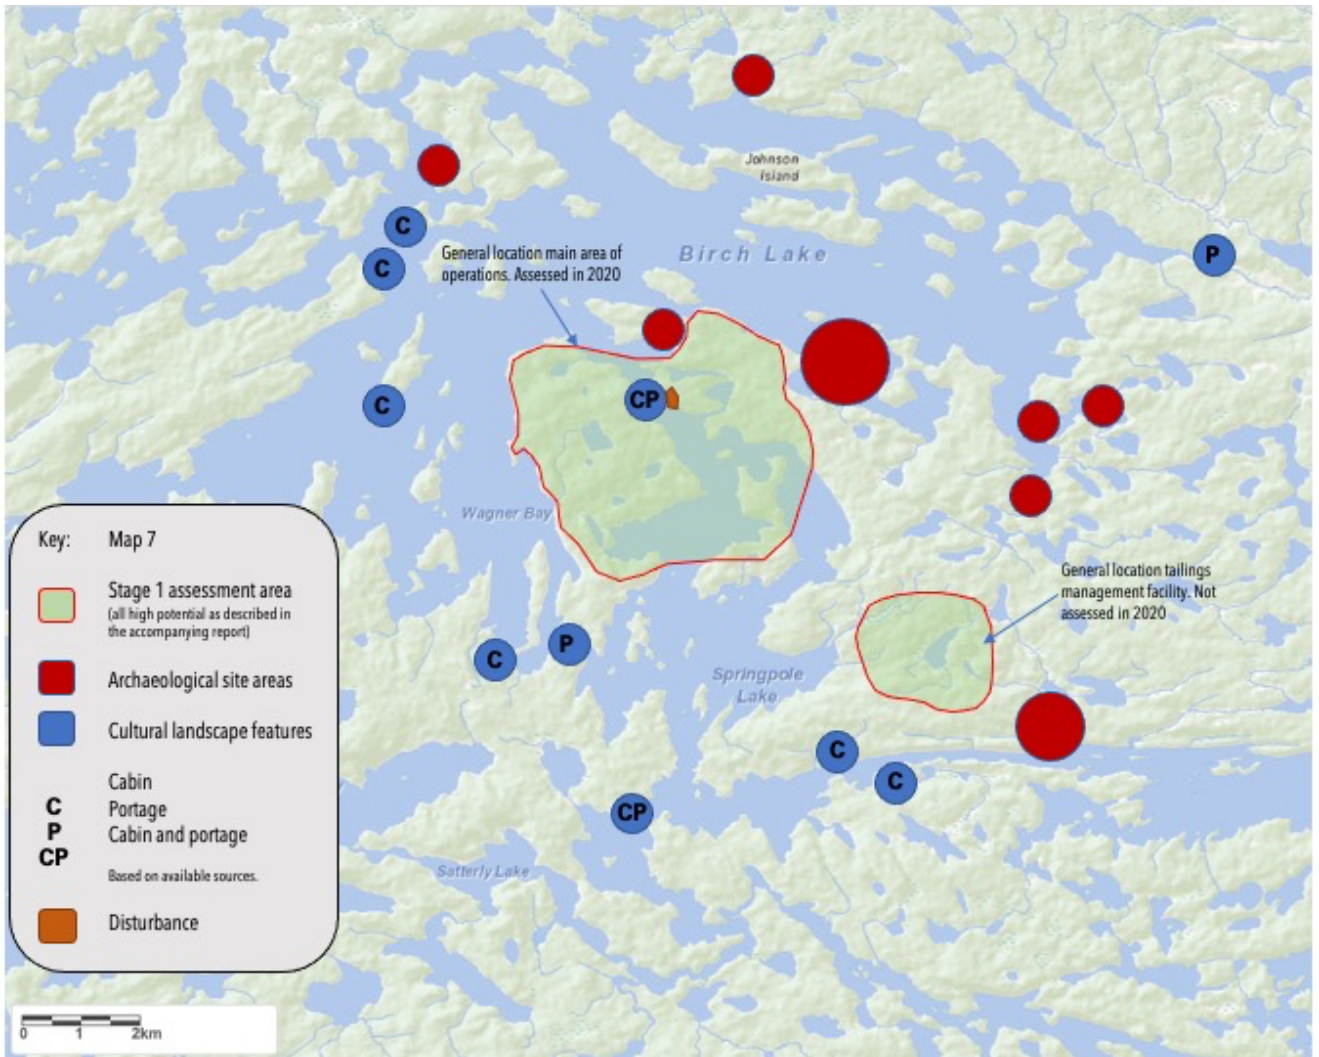 Johnson
Island
C
C
General location main area of
operations. Assessed in 2020
Birch Lake
P
C
CP
Wagner Bay
Key: Map 7
Stage 1 assessment area
(all high potential as described in
the accompanying report)
Archaeological site areas
Cultural landscape features
Cabin
C Portage
P Cabin and portage
CP
Based on available sources.
Disturbance
General location tailings
management facility. Not
assessed in 2020
C
P
Springpole
Lake
C
C
CP
Satterly Lake
0 1 2km